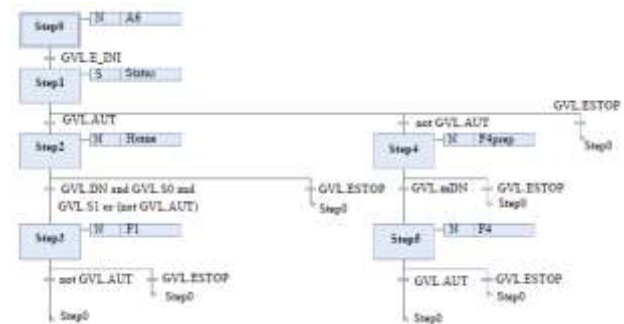 Step0 N A6
GVL.E_INI
Step1 S Status
GVL.ESTOP
GVL.AUT not GVL.AUT Step0
Step2 N Home Step4 N F4prep
GVL.DN and GVL.S0 and GVL.S1 or (not GVL.AUT) GVL.ESTOP Step0
GVL.mDN GVL.ESTOP Step0
Step3 N F1 Step5 N F4
not GVL.AUT GVL.ESTOP Step0 GVL.AUT GVL.ESTOP Step0
Step0 Step0